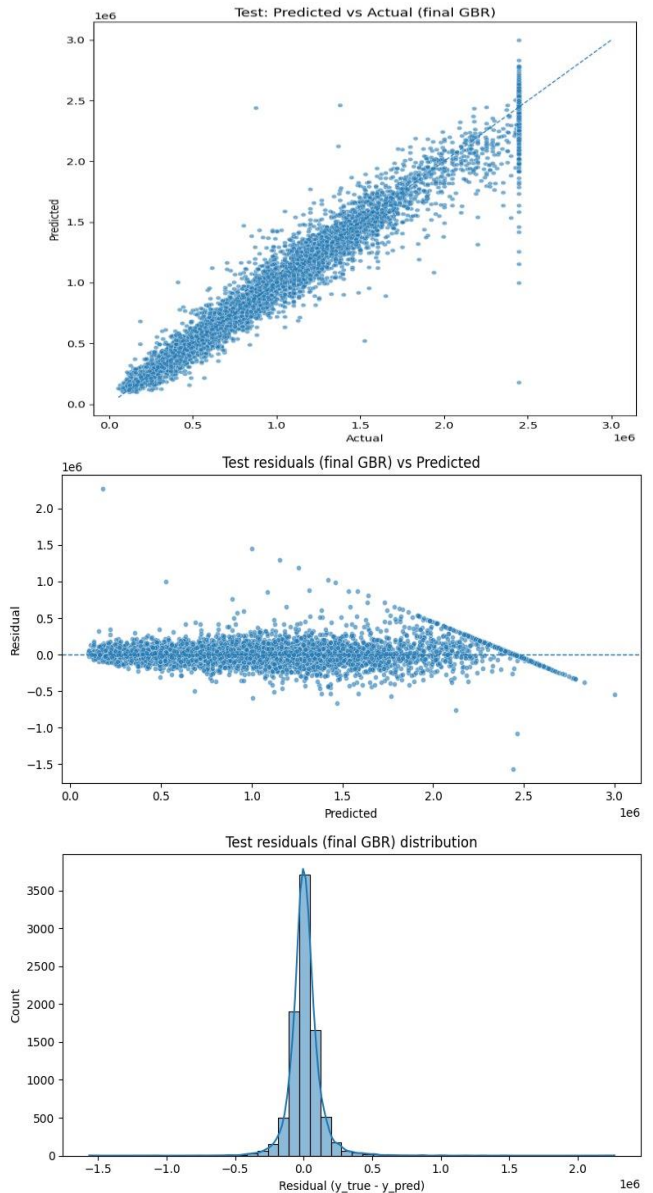 Test: Predicted vs Actual (final GBR)
1e6
3.0
2.5
2.0
1.5
1.0
0.5
0.0
Predicted
0.0 0.5 1.0 1.5 2.0 2.5 3.0
Actual
1e6
Test residuals (final GBR) vs Predicted
1e6
2.0
1.5
1.0
0.5
0.0
−0.5
−1.0
−1.5
Residual
0.0 0.5 1.0 1.5 2.0 2.5 3.0
Predicted
1e6
Test residuals (final GBR) distribution
3500
3000
2500
2000
1500
1000
500
0
Count
−1.5 −1.0 −0.5 0.0 0.5 1.0 1.5 2.0
Residual (y_true - y_pred)
1e6